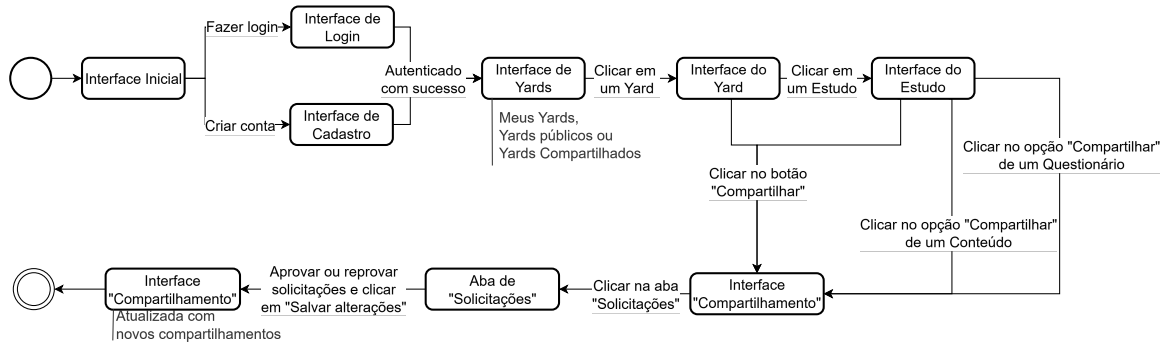 Fazer login
Interface de
Login
Interface Inicial
Autenticado
com sucesso
Criar conta
Interface de
Cadastro
Interface de
Yards
Meus Yards,
Yards públicos ou
Yards Compartilhados
Clicar em
um Yard
Interface do
Yard
Clicar em
um Estudo
Interface do
Estudo
Clicar no botão
"Compartilhar"
Clicar no opção "Compartilhar"
de um Questionário
Clicar no opção "Compartilhar"
de um Conteúdo
Interface
"Compartilhamento"
Clicar na aba
"Solicitações"
Aba de
"Solicitações"
Aprovar ou reprovar
solicitações e clicar
em "Salvar alterações"
Interface
"Compartilhamento"
Atualizada com
novos compartilhamentos